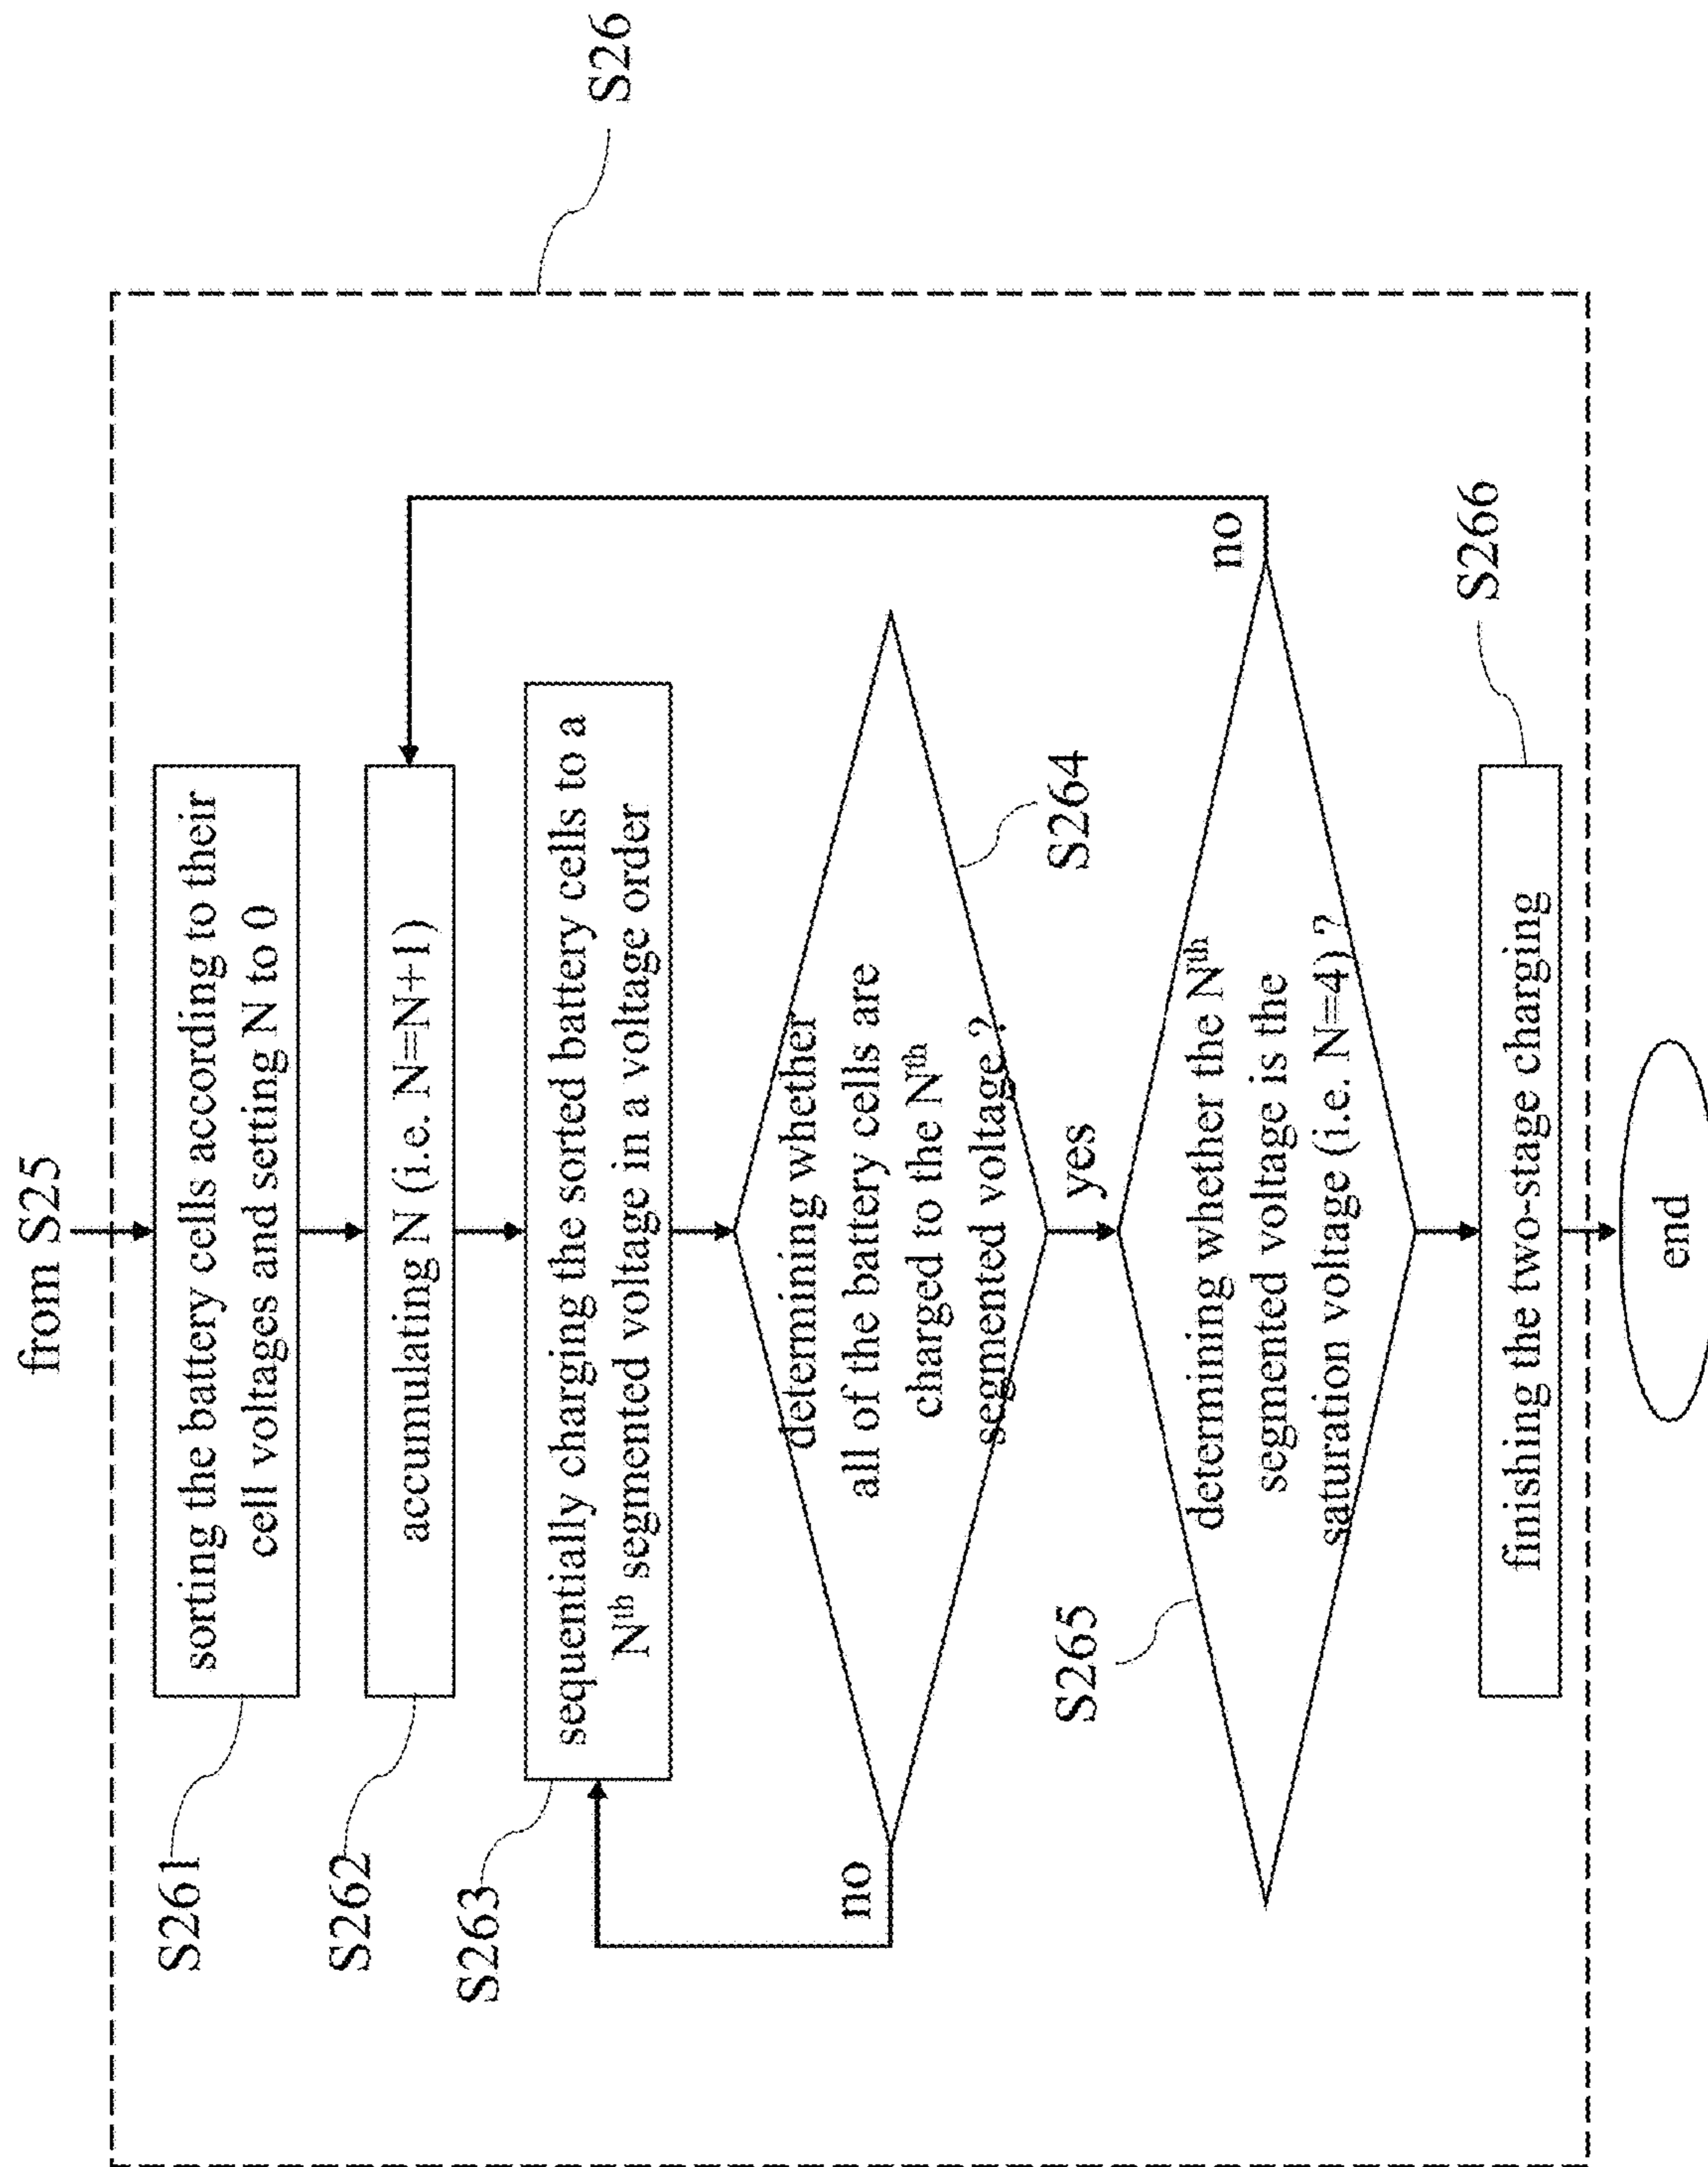 from S25
S26
S261
sorting the battery cells according to their
cell voltages and setting N to 0
S262
accumulating N (i.e. N=N+1)
S263
sequentially charging the sorted battery cells to a
Nth segmented voltage in a voltage order
no
determining whether
all of the battery cells are
charged to the Nth
segmented voltage ?
S264
yes
S265
determining whether the Nth
segmented voltage is the
saturation voltage (i.e. N=4) ?
no
S266
finishing the two-stage charging
end